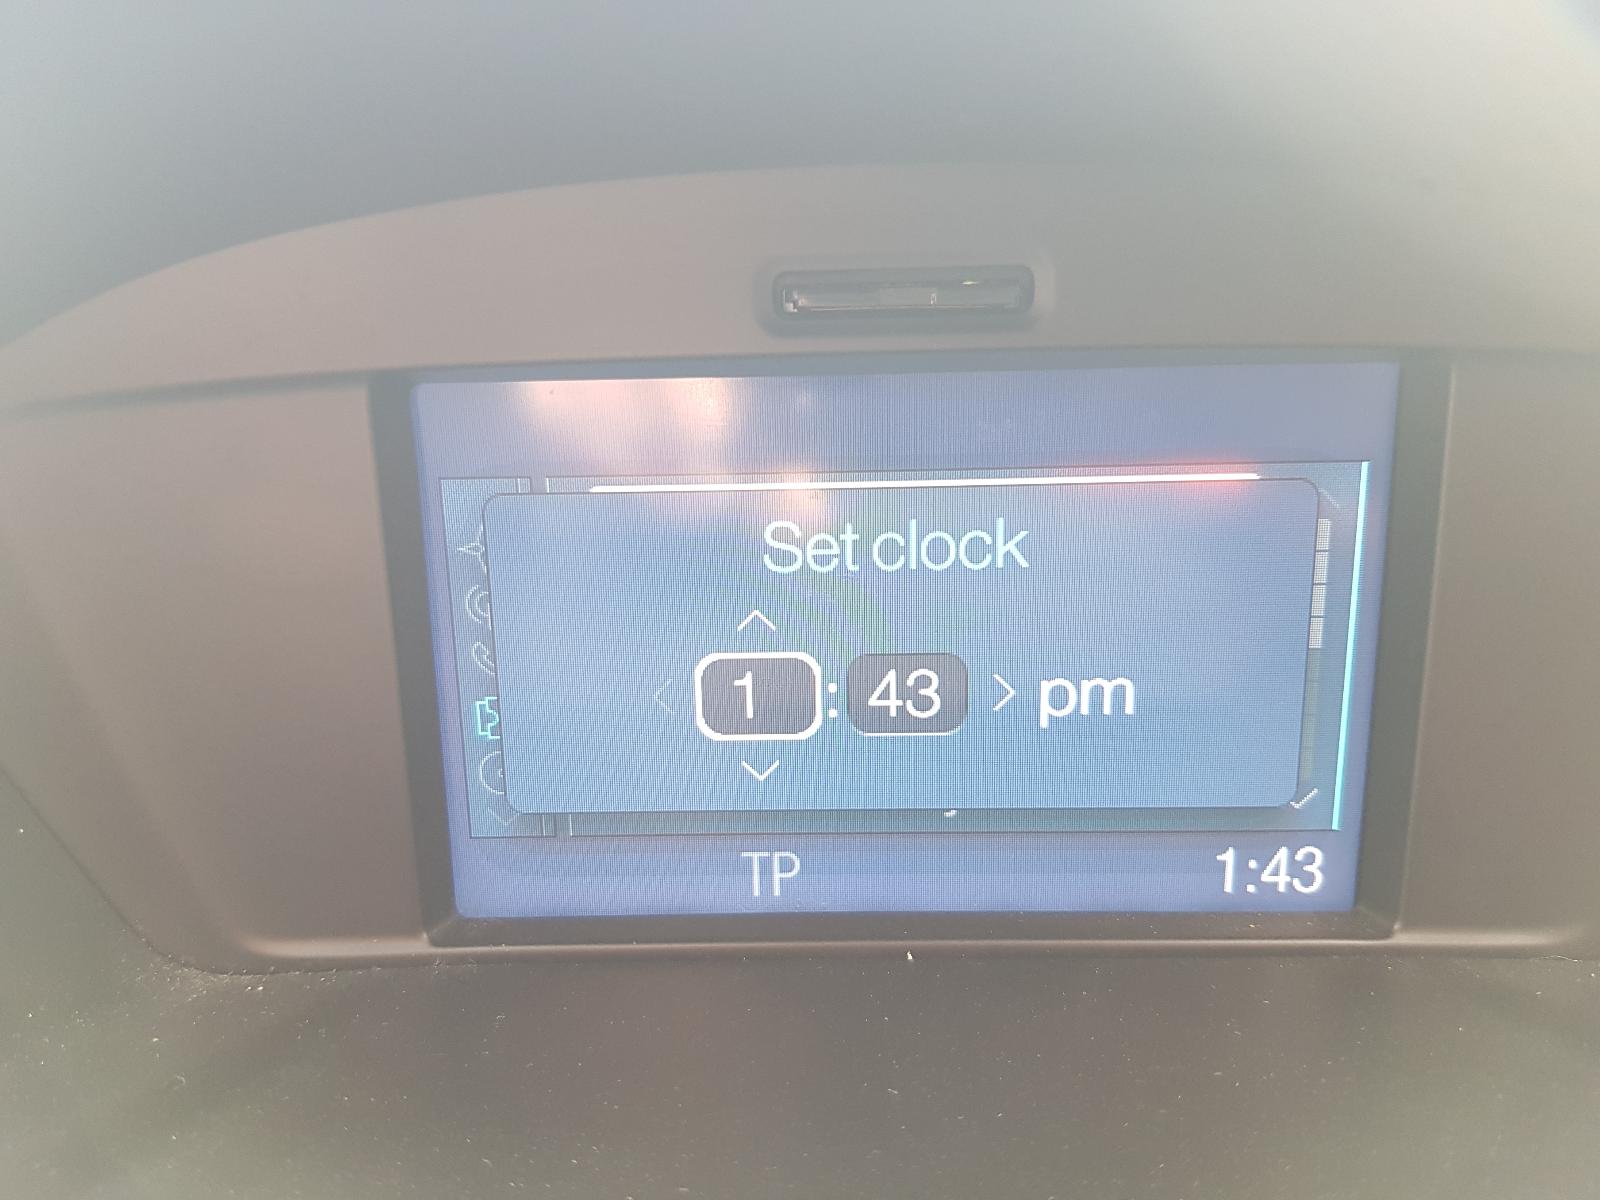 Set clock
1 : 43 pm
TP
1:43